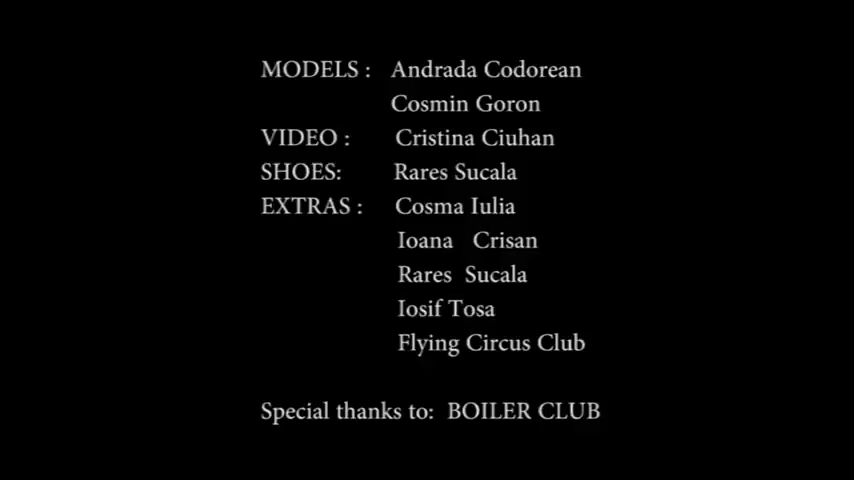 MODELS : Andrada Codorean
Cosmin Goron
VIDEO : Cristina Ciuhan
SHOES: Rares Sucala
EXTRAS : Cosma Iulia
Ioana Crisan
Rares Sucala
Iosif Tosa
Flying Circus Club
Special thanks to: BOILER CLUB